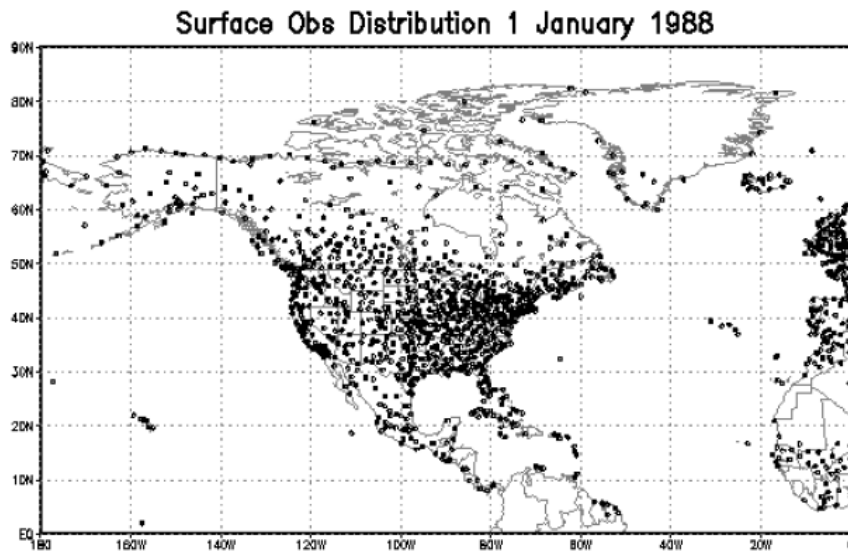 Surface Obs Distribution 1 January 1988
90N
80N
70N
60N
50N
40N
30N
20N
10N
EQ
180 160W 140W 120W 100W 80W 60W 40W 20W 0